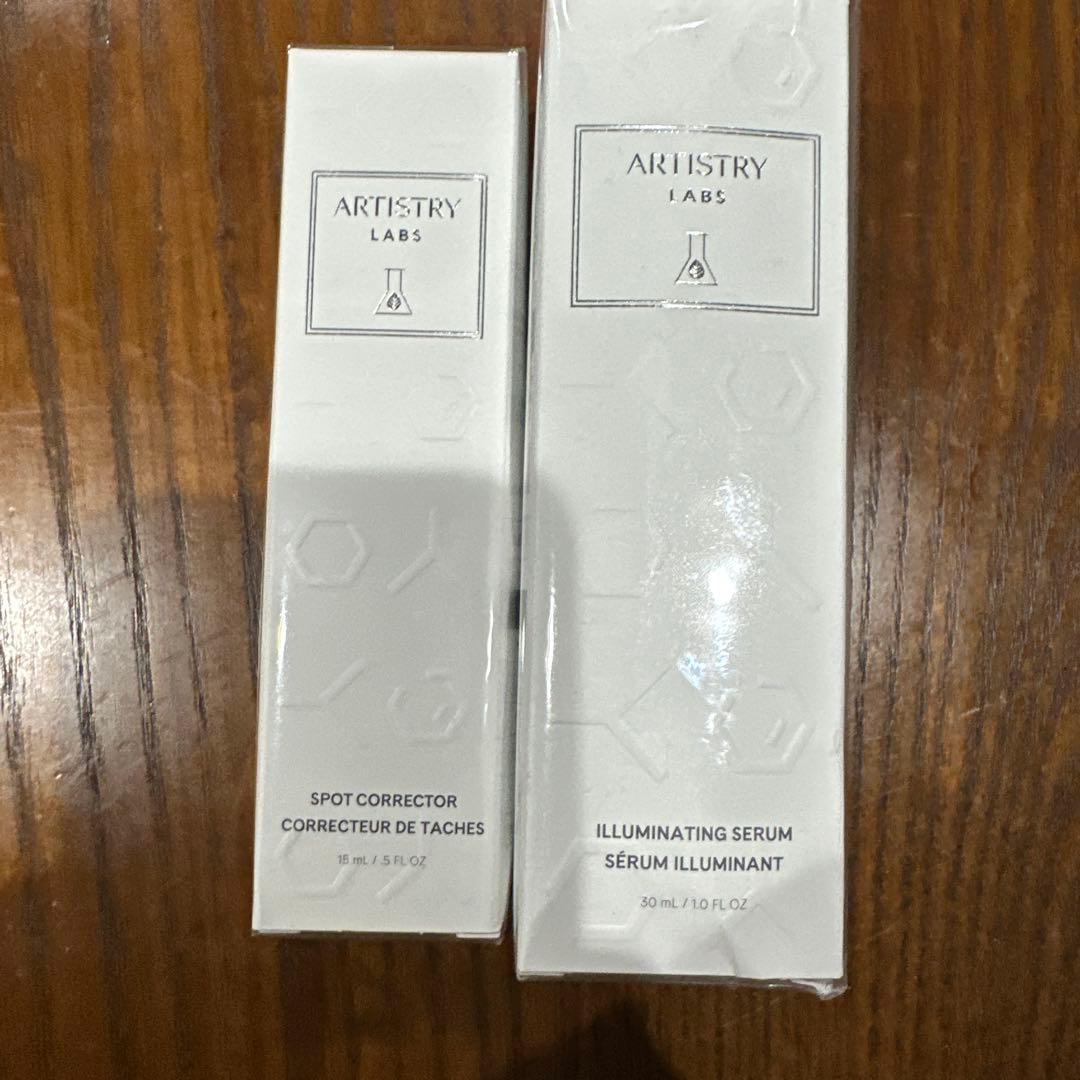 ARTISTRY
LABS
SPOT CORRECTOR
CORRECTEUR DE TACHES
15 mL / .5 FL OZ
ARTISTRY
LABS
ILLUMINATING SERUM
SÉRUM ILLUMINANT
30 mL / 1.0 FL OZ